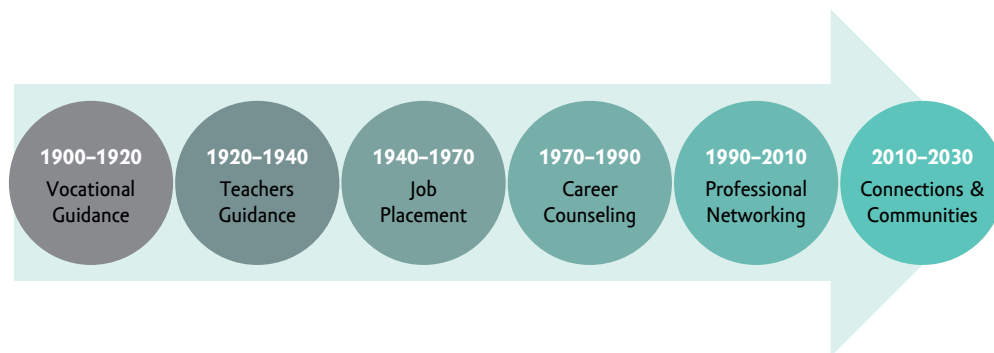 1900–1920
Vocational
Guidance
1920–1940
Teachers
Guidance
1940–1970
Job
Placement
1970–1990
Career
Counseling
1990–2010
Professional
Networking
2010–2030
Connections &
Communities